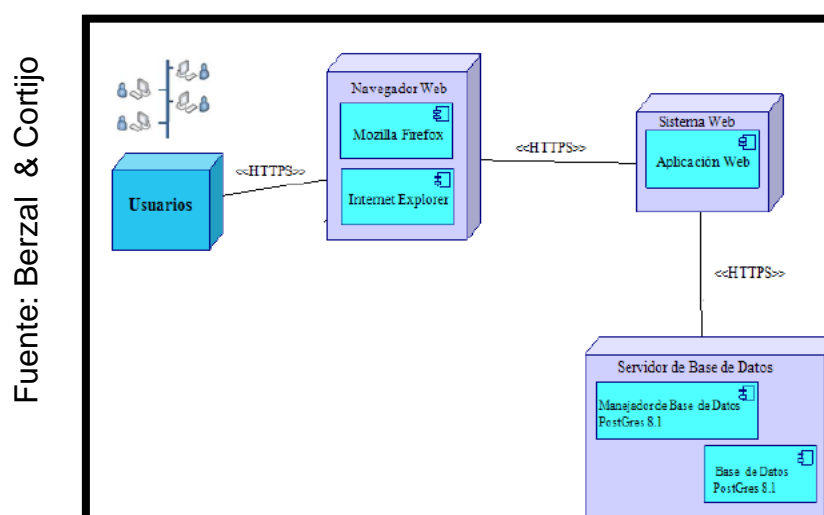 Fuente: Berzal & Cortijo
Navegador Web
Mozilla Firefox
Internet Explorer
<<HTTPS>>
Usuarios
<<HTTPS>>
Sistema Web
Aplicación Web
<<HTTPS>>
Servidor de Base de Datos
Manejador de Base de Datos
PostGres 8.1
Base de Datos
PostGres 8.1